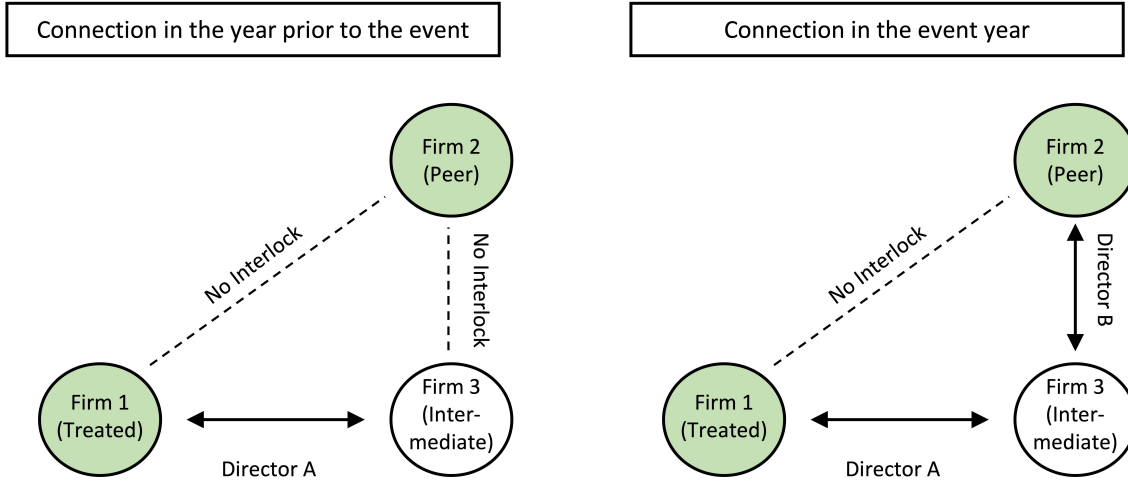 Connection in the year prior to the event
Firm 2
(Peer)
No Interlock
No Interlock
Firm 1
(Treated)
Firm 3
(Inter-
mediate)
Director A
Connection in the event year
Firm 2
(Peer)
No Interlock
Director B
Firm 1
(Treated)
Firm 3
(Inter-
mediate)
Director A